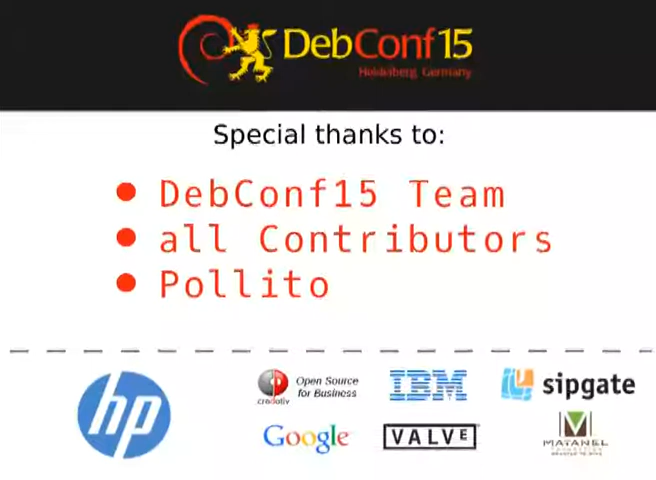 DebConf15
Heidelberg, Germany
Special thanks to:
• DebConf15 Team
• all Contributors
• Pollito
hp
credativ
Open Source
for Business
IBM
sipgate
Google
VALVE
MATANEL